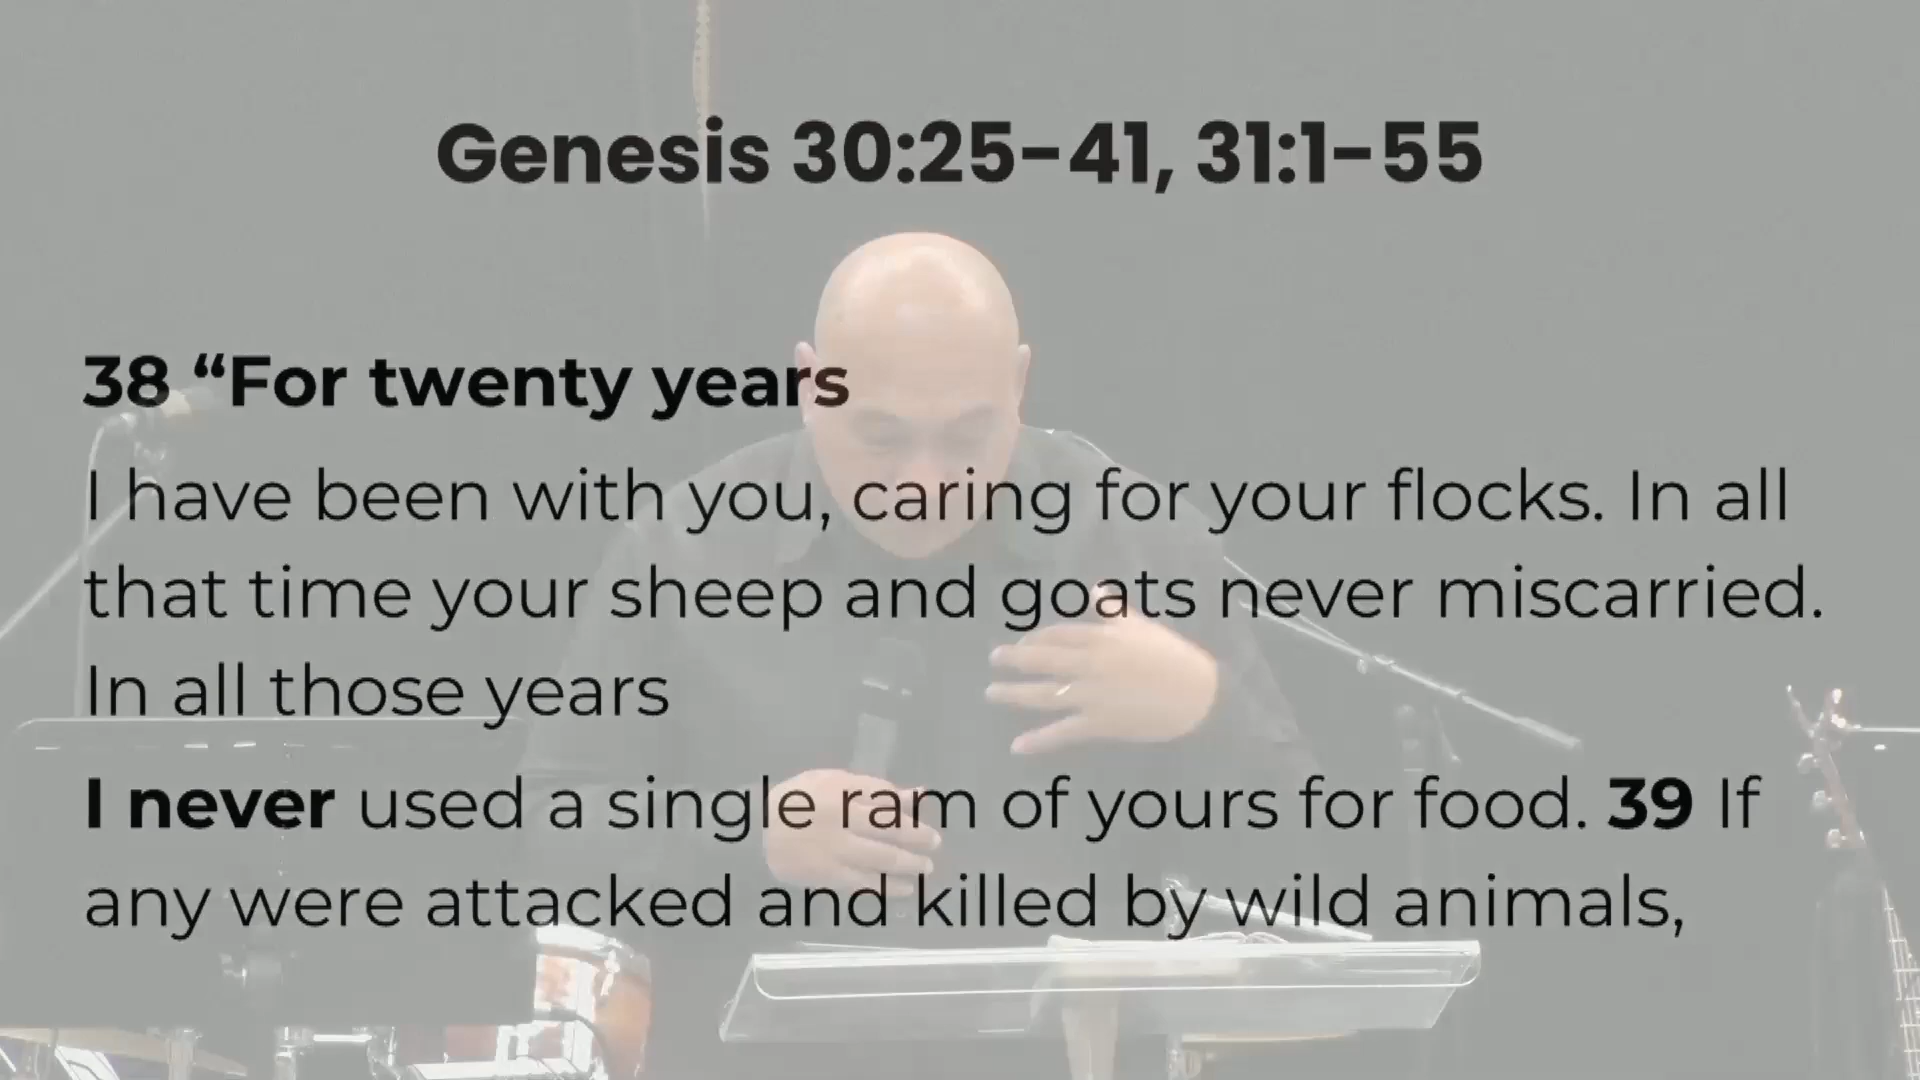 Genesis 30:25-41, 31:1-55
38 “For twenty years
I have been with you, caring for your flocks. In all
that time your sheep and goats never miscarried.
In all those years
I never used a single ram of yours for food. 39 If
any were attacked and killed by wild animals,